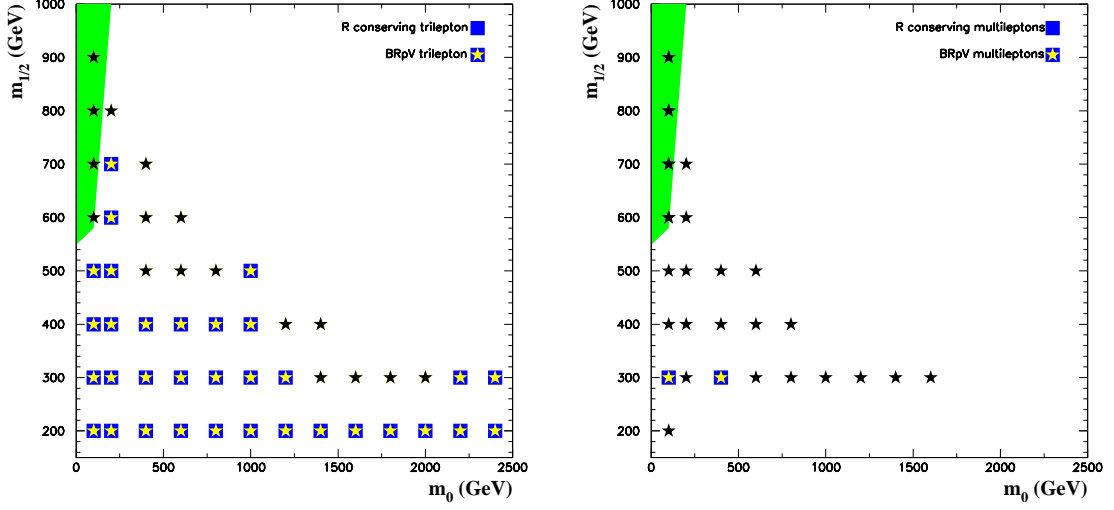 m1/2 (GeV)
1000
900
800
700
600
500
400
300
200
R conserving trilepton
BRpV trilepton
0 500 1000 1500 2000 2500
m0 (GeV)
m1/2 (GeV)
1000
900
800
700
600
500
400
300
200
R conserving multileptons
BRpV multileptons
0 500 1000 1500 2000 2500
m0 (GeV)